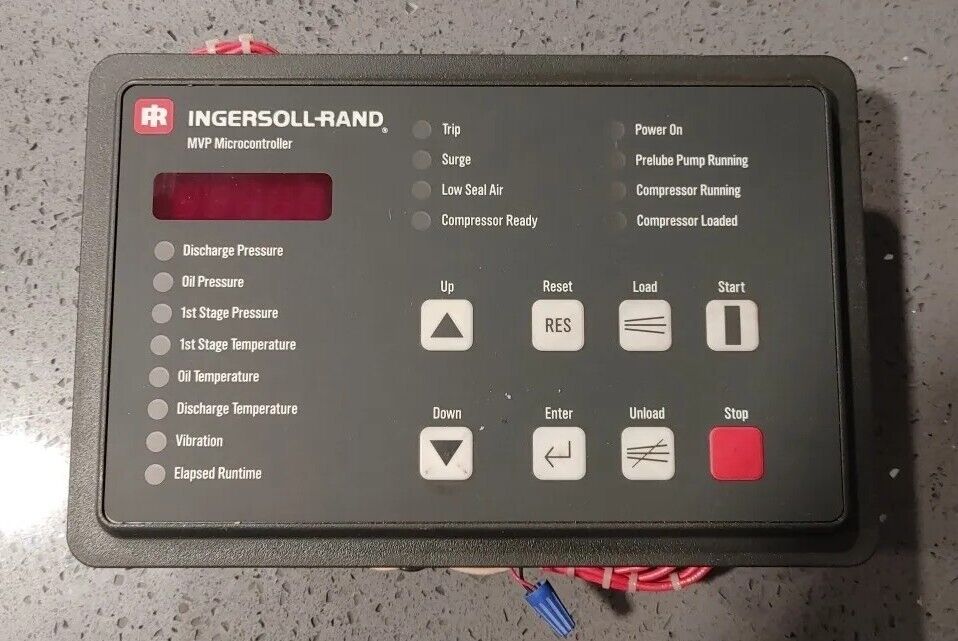 IR INGERSOLL-RAND®
MVP Microcontroller
Discharge Pressure
Oil Pressure
1st Stage Pressure
1st Stage Temperature
Oil Temperature
Discharge Temperature
Vibration
Elapsed Runtime
Trip
Surge
Low Seal Air
Compressor Ready
Power On
Prelube Pump Running
Compressor Running
Compressor Loaded
Up
Reset
Load
Start
RES
Down
Enter
Unload
Stop